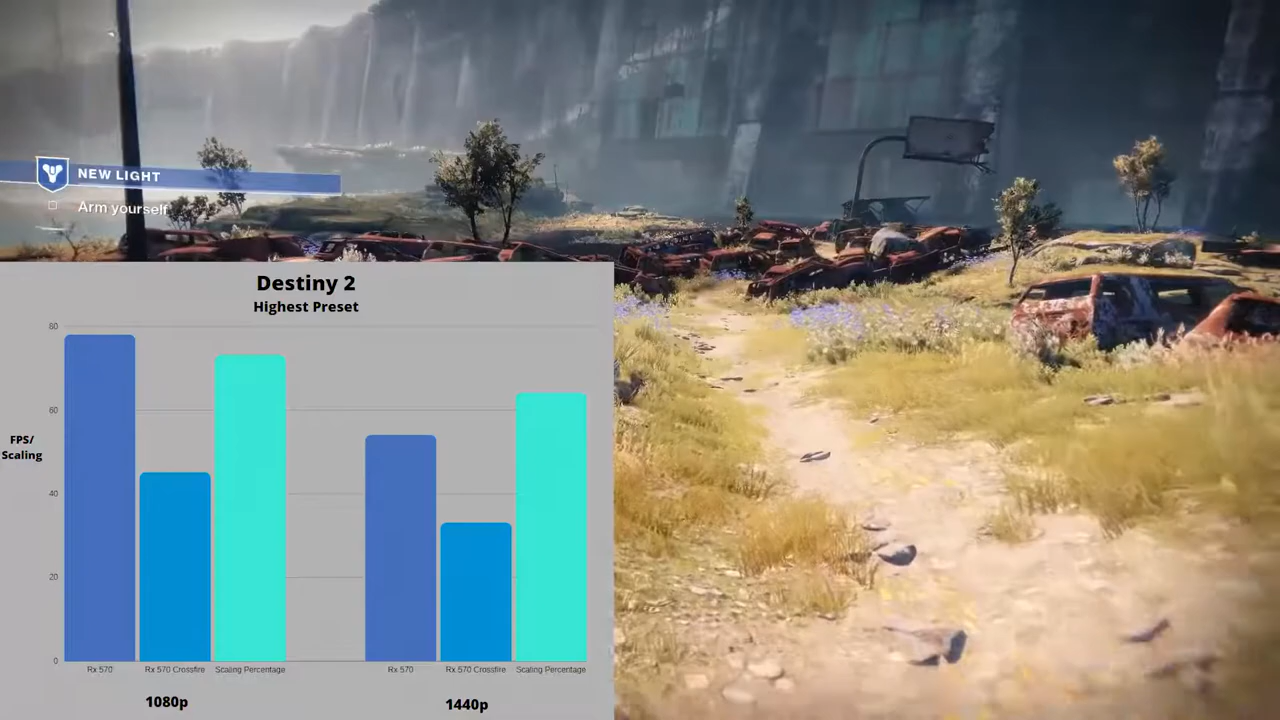 NEW LIGHT
Arm yourself
Destiny 2
Highest Preset
FPS/
Scaling
80
60
40
20
0
Rx 570
Rx 570 Crossfire
Scaling Percentage
Rx 570
Rx 570 Crossfire
Scaling Percentage
1080p
1440p